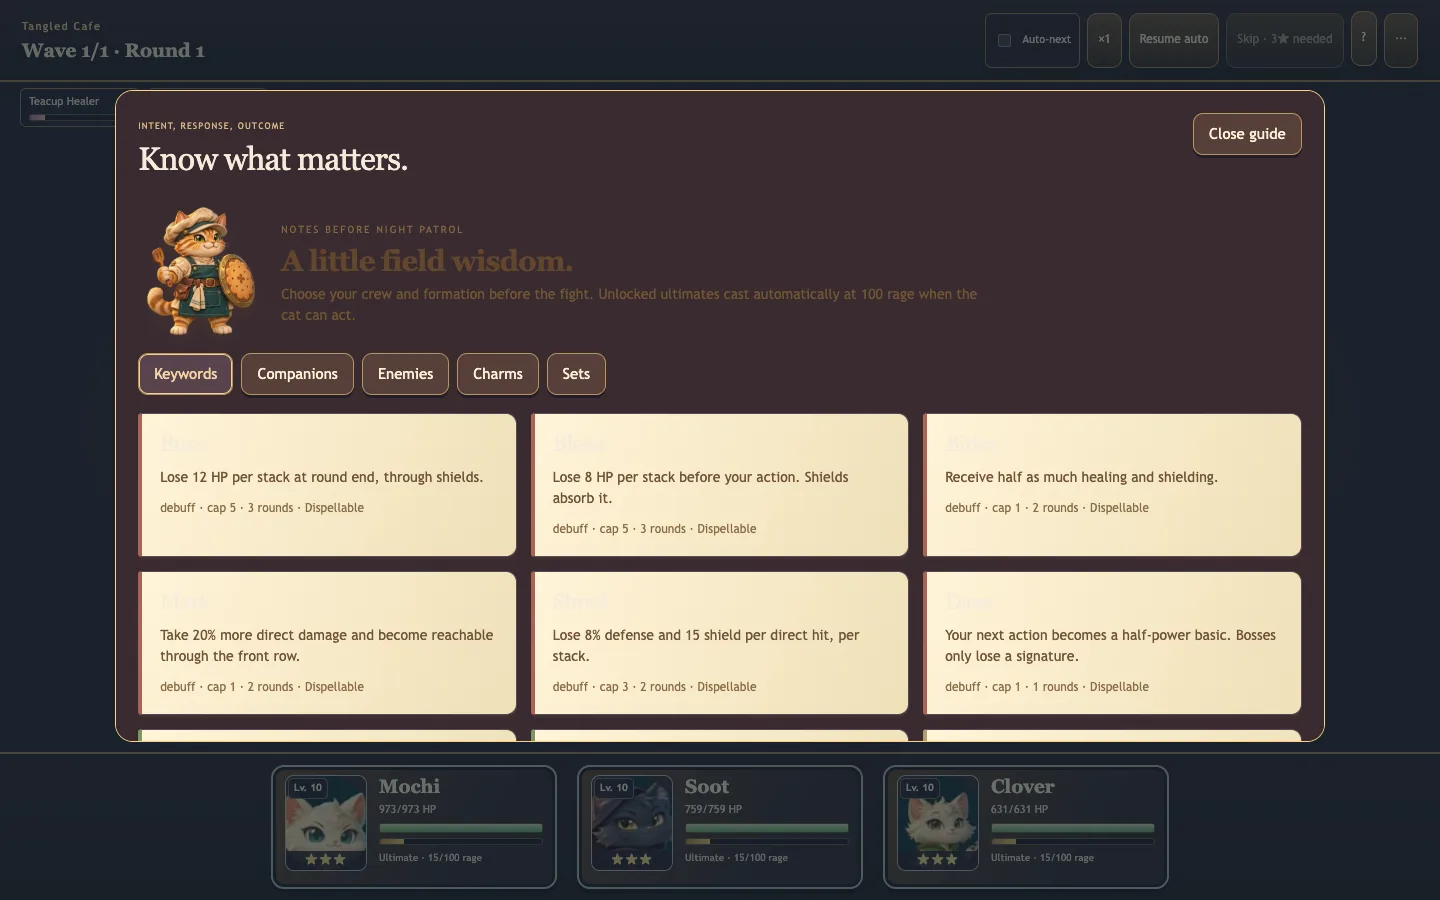 Tangled Cafe
Wave 1/1 · Round 1
Auto-next
×1
Resume auto
Skip · 3★ needed
?
...
Teacup Healer
INTENT, RESPONSE, OUTCOME
Know what matters.
Close guide
NOTES BEFORE NIGHT PATROL
A little field wisdom.
Choose your crew and formation before the fight. Unlocked ultimates cast automatically at 100 rage when the
cat can act.
Keywords
Companions
Enemies
Charms
Sets
Lose 12 HP per stack at round end, through shields.
debuff · cap 5 · 3 rounds · Dispellable
Lose 8 HP per stack before your action. Shields
absorb it.
debuff · cap 5 · 3 rounds · Dispellable
Receive half as much healing and shielding.
debuff · cap 1 · 2 rounds · Dispellable
Take 20% more direct damage and become reachable
through the front row.
debuff · cap 1 · 2 rounds · Dispellable
Lose 8% defense and 15 shield per direct hit, per
stack.
debuff · cap 3 · 2 rounds · Dispellable
Your next action becomes a half-power basic. Bosses
only lose a signature.
debuff · cap 1 · 1 rounds · Dispellable
Lv. 10
Mochi
973/973 HP
Ultimate · 15/100 rage
Lv. 10
Soot
759/759 HP
Ultimate · 15/100 rage
Lv. 10
Clover
631/631 HP
Ultimate · 15/100 rage